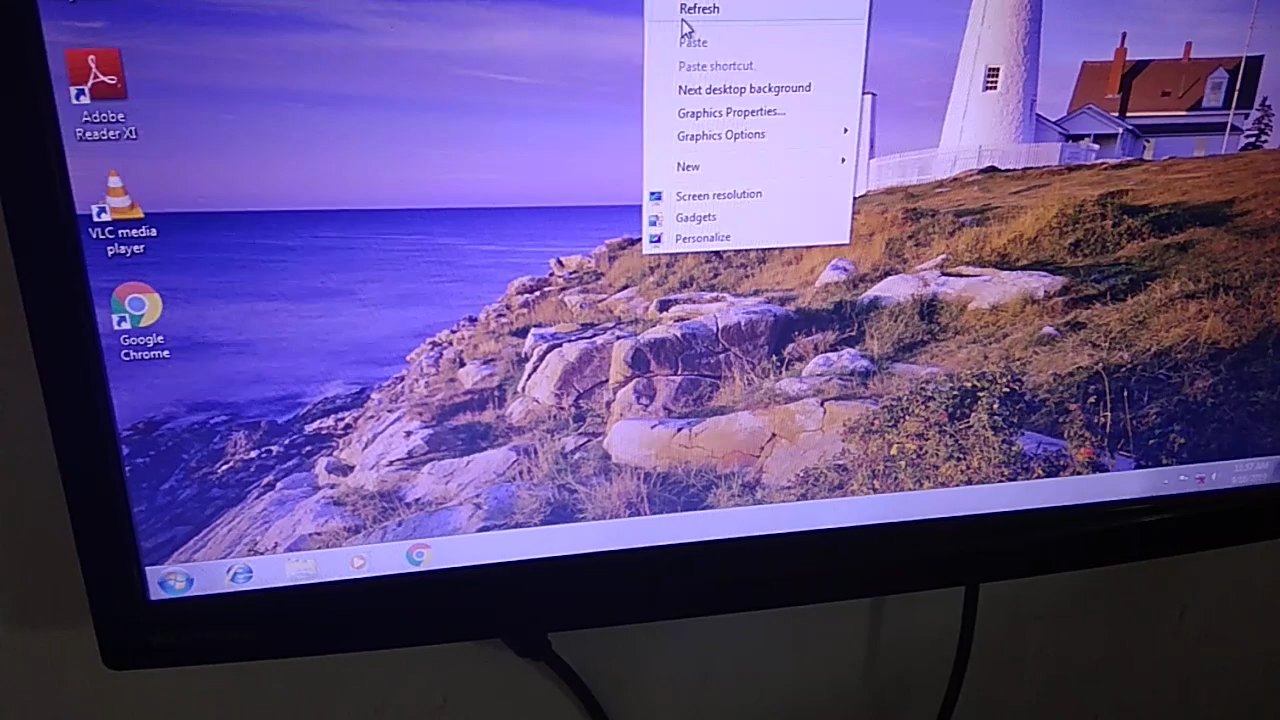 Refresh
Paste
Paste shortcut
Next desktop background
Graphics Properties...
Graphics Options
New
Screen resolution
Gadgets
Personalize
Adobe
Reader XI
VLC media
player
Google
Chrome